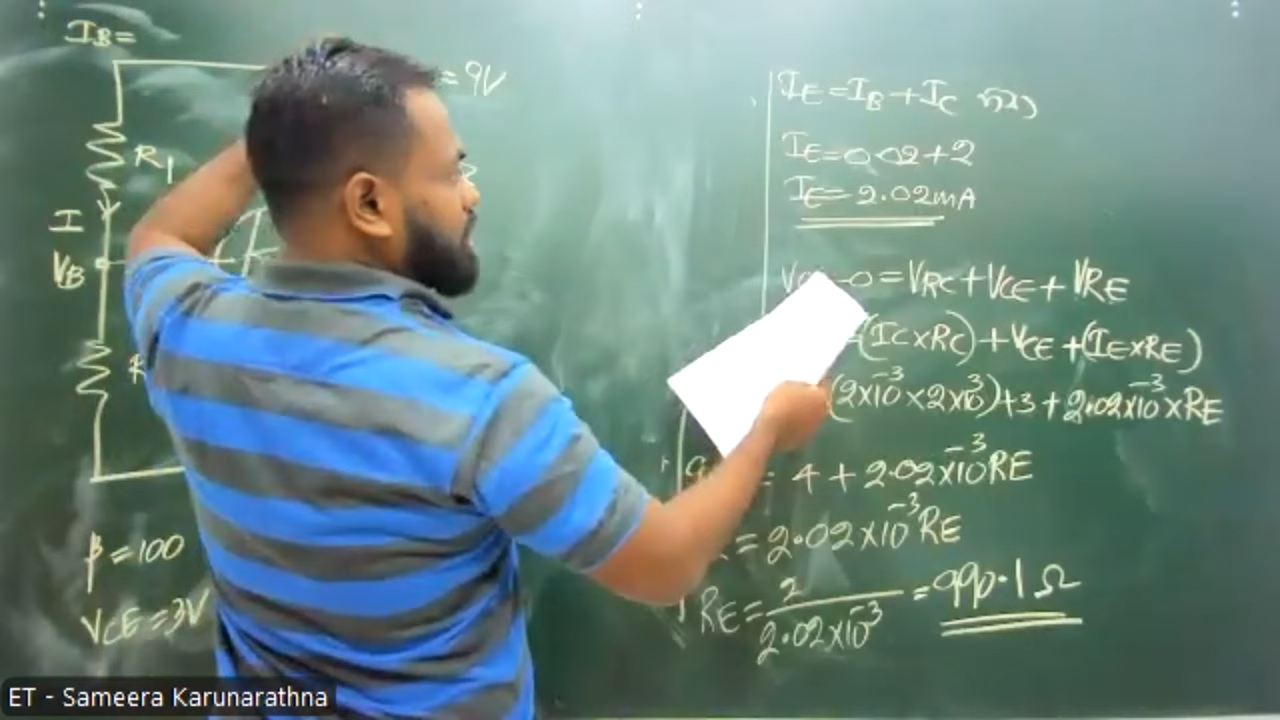 IB=
= 9V
R1
I
VB
β=100
VCE=3V
IE=IB+IC නිසා
IE=0.02+2
IE=2.02mA
=VRC+VCE+VRE
(IC×RC)+VCE+(IE×RE)
(2×10⁻³×2×10³)+3+2.02×10⁻³×RE
= 4+2.02×10⁻³RE
=2.02×10⁻³RE
RE=2/2.02×10⁻³ =990.1Ω
ET - Sameera Karunarathna